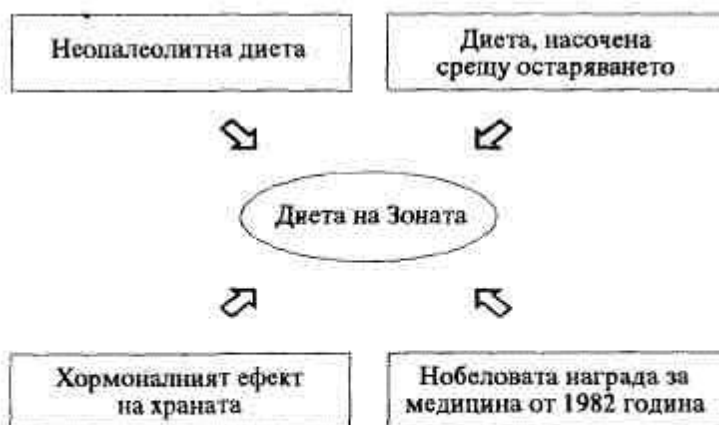 Неопалеолитна диета
Диета, насочена
срещу остаряването
Диета на Зоната
Хормоналният ефект
на храната
Нобеловата награда за
медицина от 1982 година